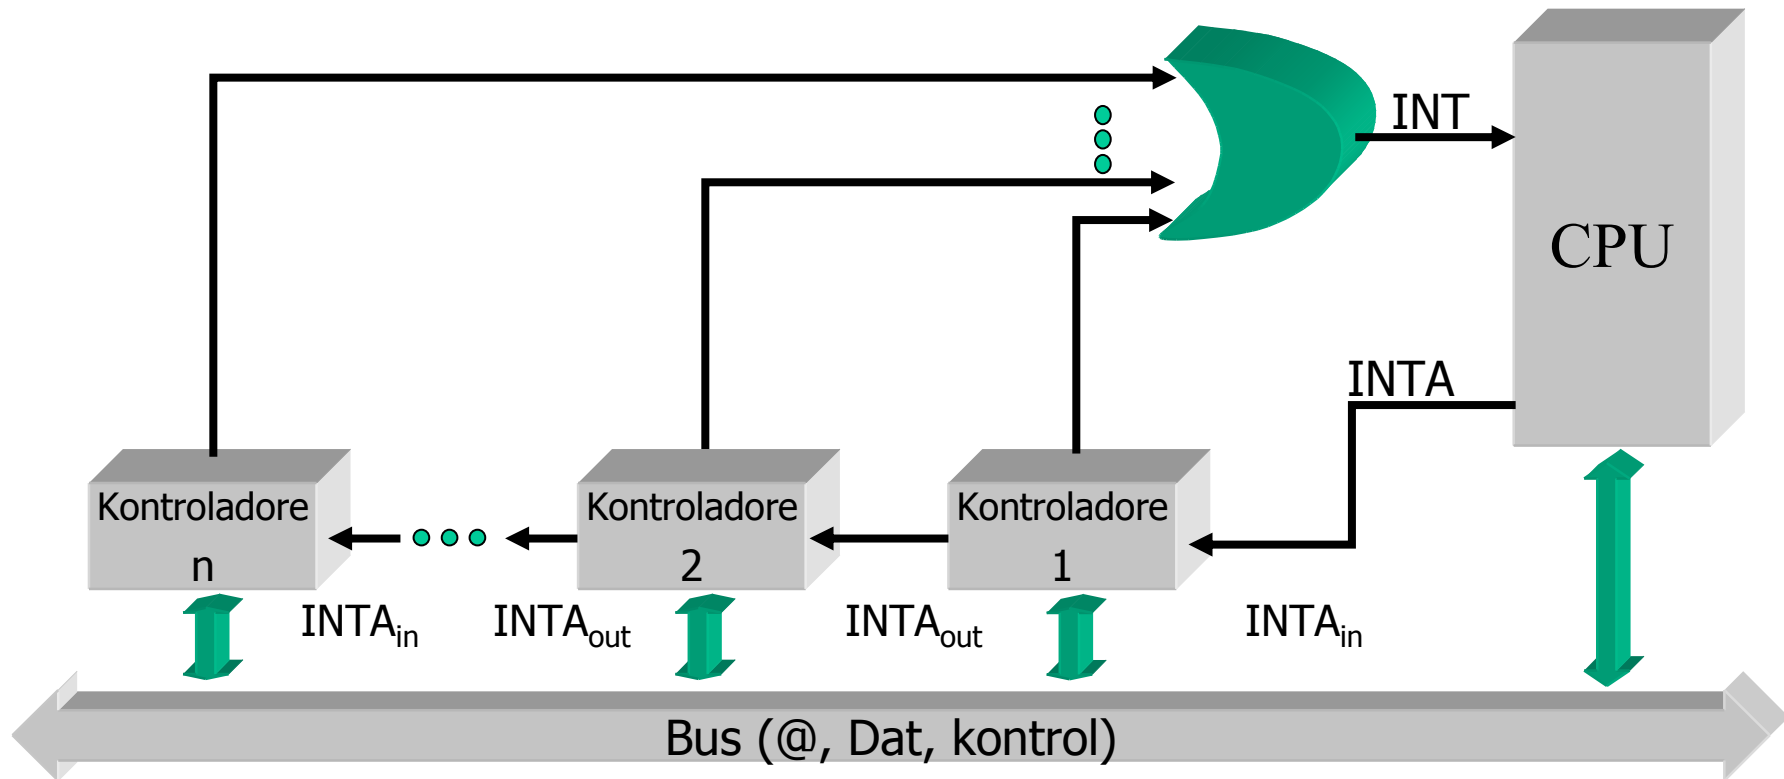 INT
CPU
INTA
Kontroladore
n
Kontroladore
2
Kontroladore
1
INTAin
INTAout
INTAout
INTAin
Bus (@, Dat, kontrol)